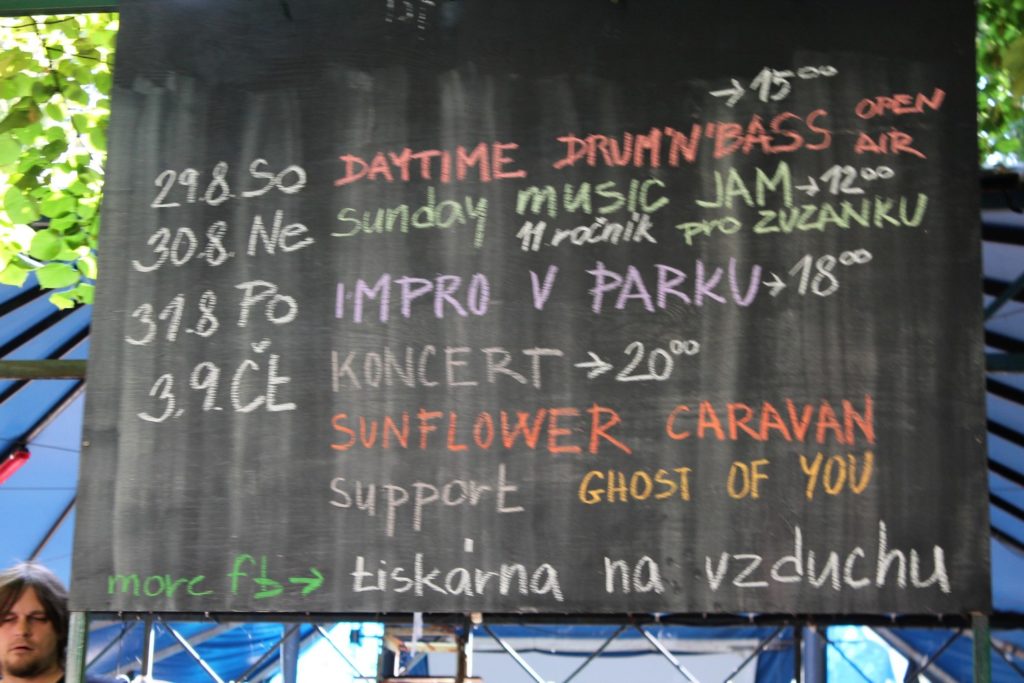 → 15⁰⁰
29.8. So DAYTIME DRUM'N'BASS OPEN AIR
30.8. Ne sunday music JAM → 12⁰⁰
11 ročnik pro ZUZANKU
31.8 Po IMPRO V PARKU → 18⁰⁰
3.9. Čt KONCERT → 20⁰⁰
SUNFLOWER CARAVAN
support GHOST OF YOU
more fb → tiskárna na vzduchu